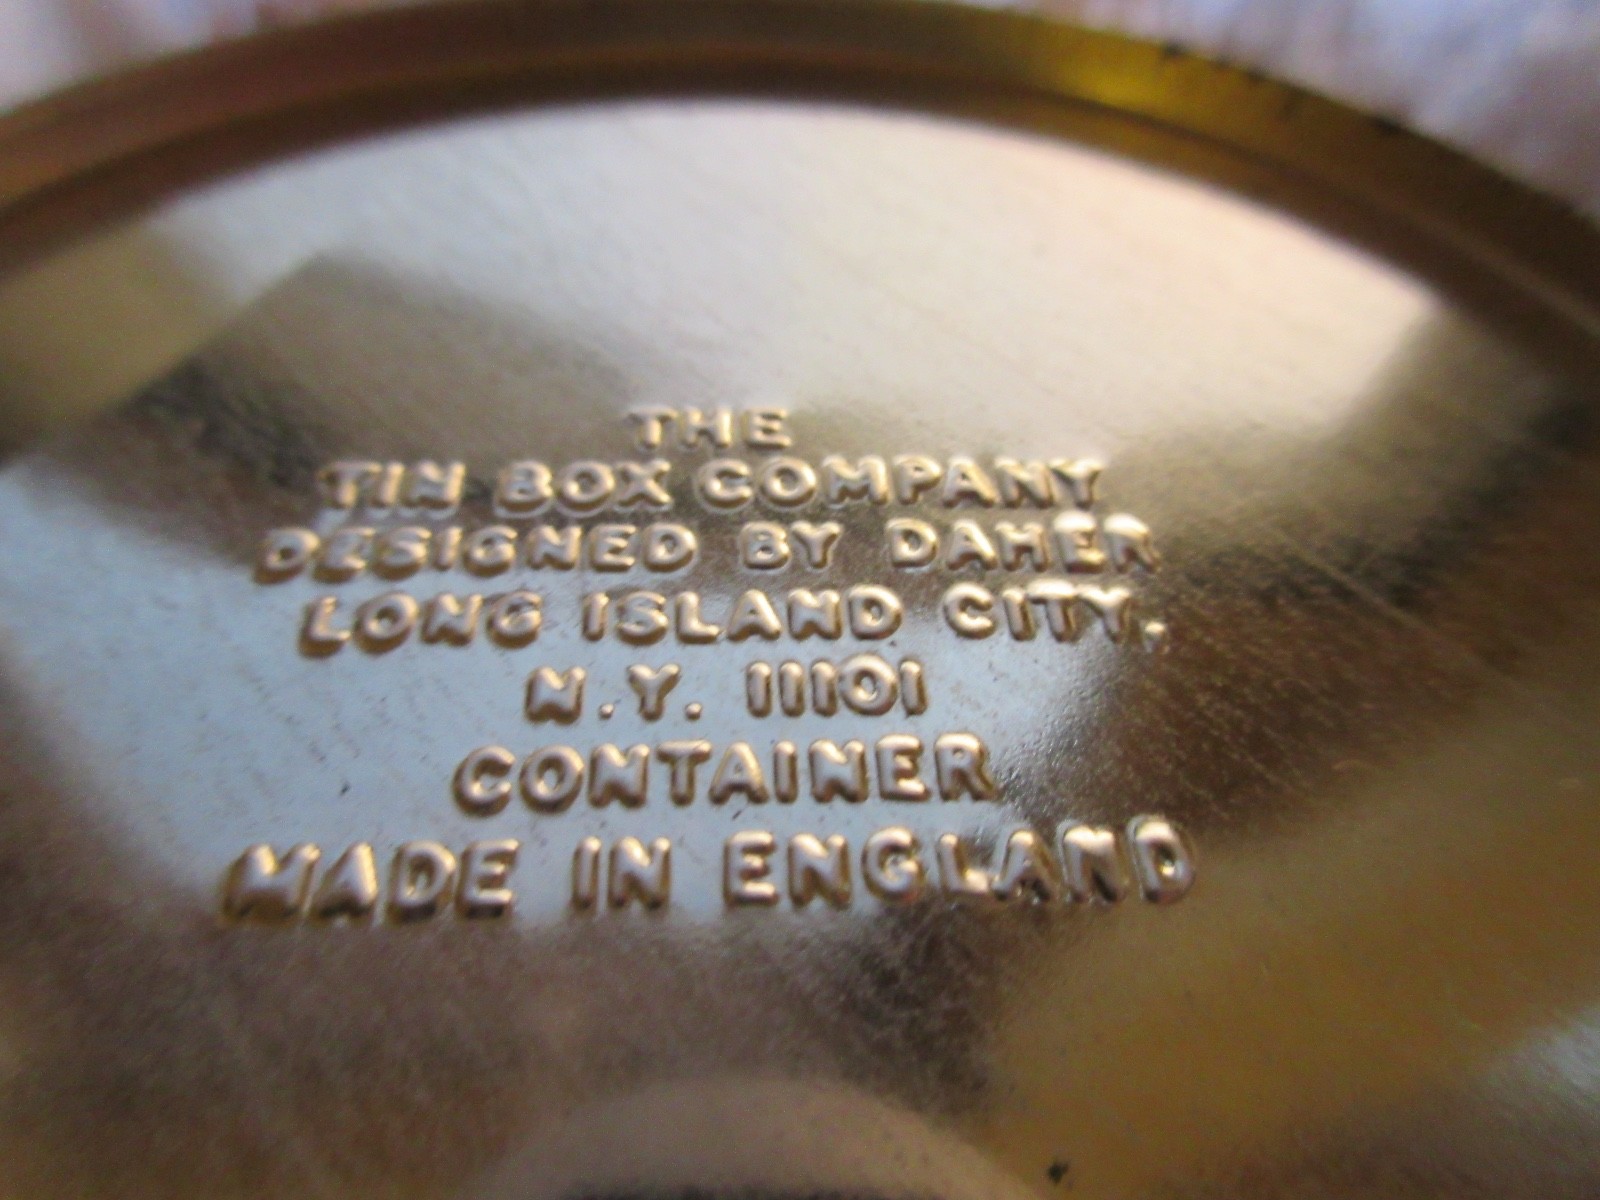 THE
TIN BOX COMPANY
DESIGNED BY DAHER
LONG ISLAND CITY,
N.Y. 11101
CONTAINER
MADE IN ENGLAND